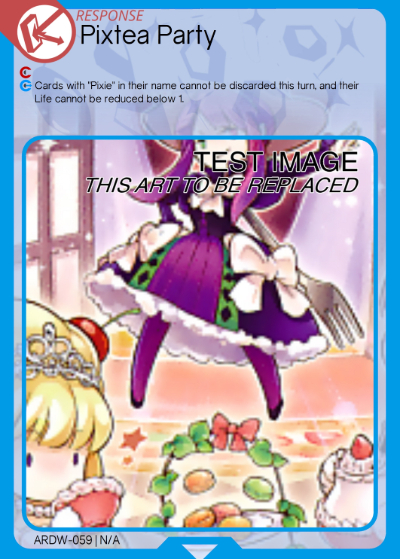 RESPONSE
Pixtea Party
C
C Cards with "Pixie" in their name cannot be discarded this turn, and their
Life cannot be reduced below 1.
TEST IMAGE
THIS ART TO BE REPLACED
ARDW-059 | N/A